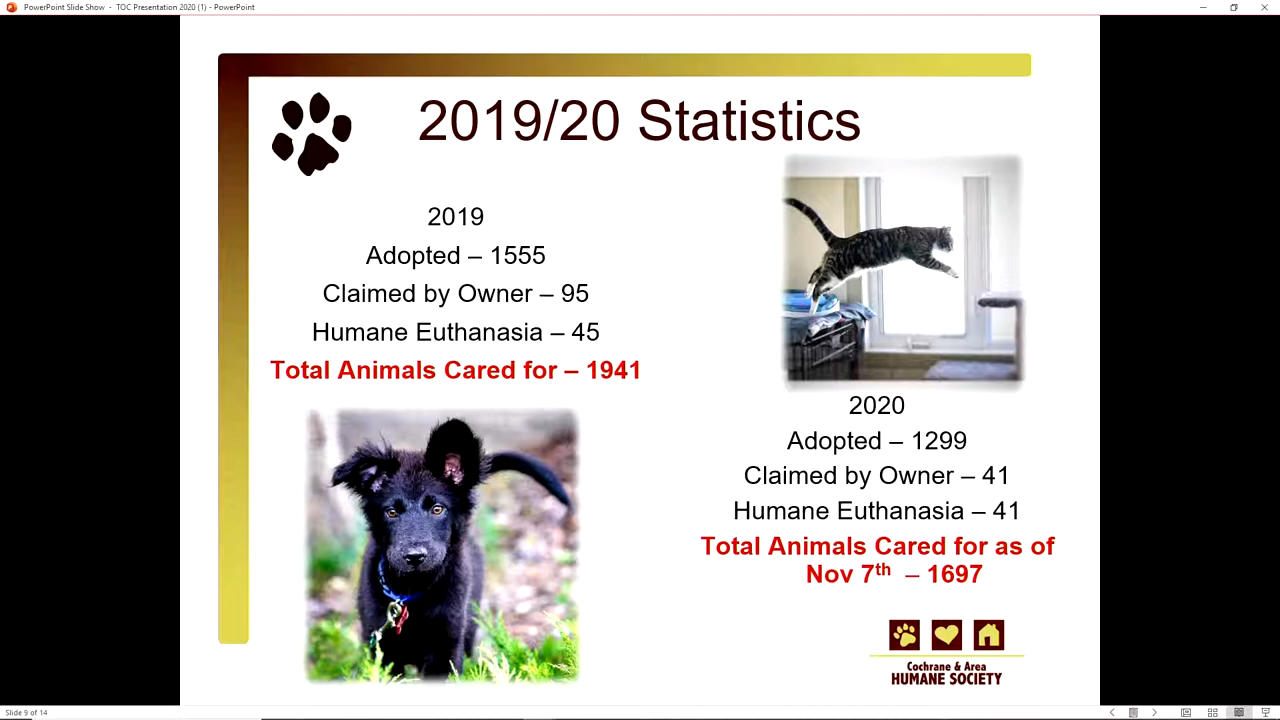 PowerPoint Slide Show - TOC Presentation 2020 (1) - PowerPoint
2019/20 Statistics
2019
Adopted – 1555
Claimed by Owner – 95
Humane Euthanasia – 45
Total Animals Cared for – 1941
2020
Adopted – 1299
Claimed by Owner – 41
Humane Euthanasia – 41
Total Animals Cared for as of
Nov 7th – 1697
Cochrane & Area
HUMANE SOCIETY
Slide 9 of 14